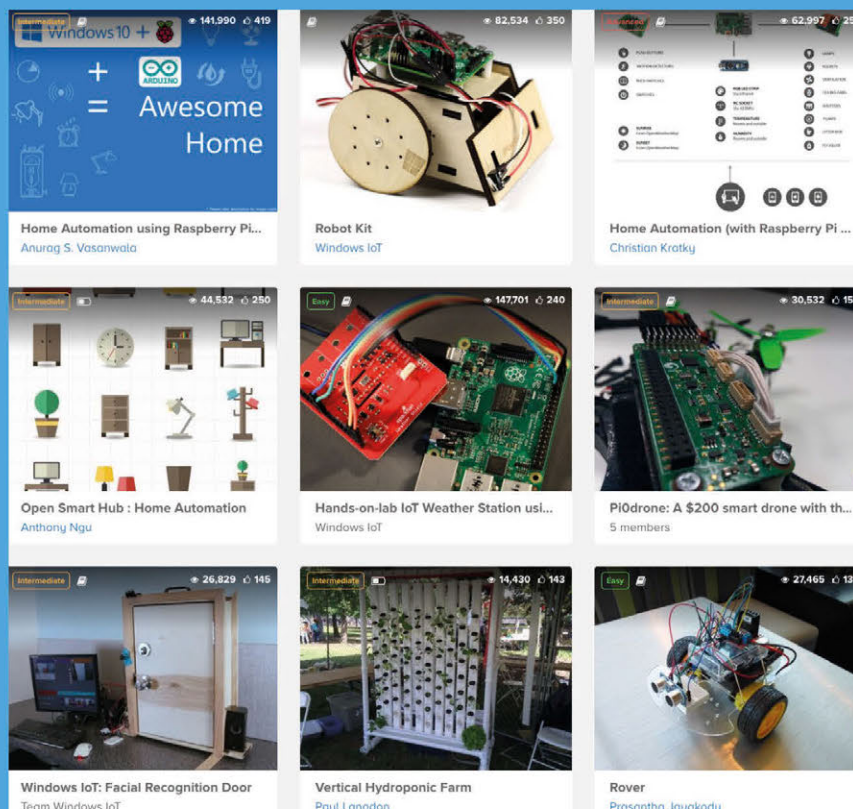 Intermediate 141,990 419
Windows 10 +
+ ARDUINO
= Awesome
Home
Home Automation using Raspberry Pi...
Anurag S. Vasanwala
82,534 350
Robot Kit
Windows IoT
Advanced 62,997
Home Automation (with Raspberry Pi ...
Christian Kratky
Intermediate 44,532 250
Open Smart Hub : Home Automation
Anthony Ngu
Easy 147,701 240
Hands-on-lab IoT Weather Station usi...
Windows IoT
Intermediate 30,532
Pi0drone: A $200 smart drone with th...
5 members
Intermediate 26,829 145
Windows IoT: Facial Recognition Door
Team Windows IoT
Intermediate 14,430 143
Vertical Hydroponic Farm
Paul Langdon
Easy 27,465
Rover
Prasantha Jayakody